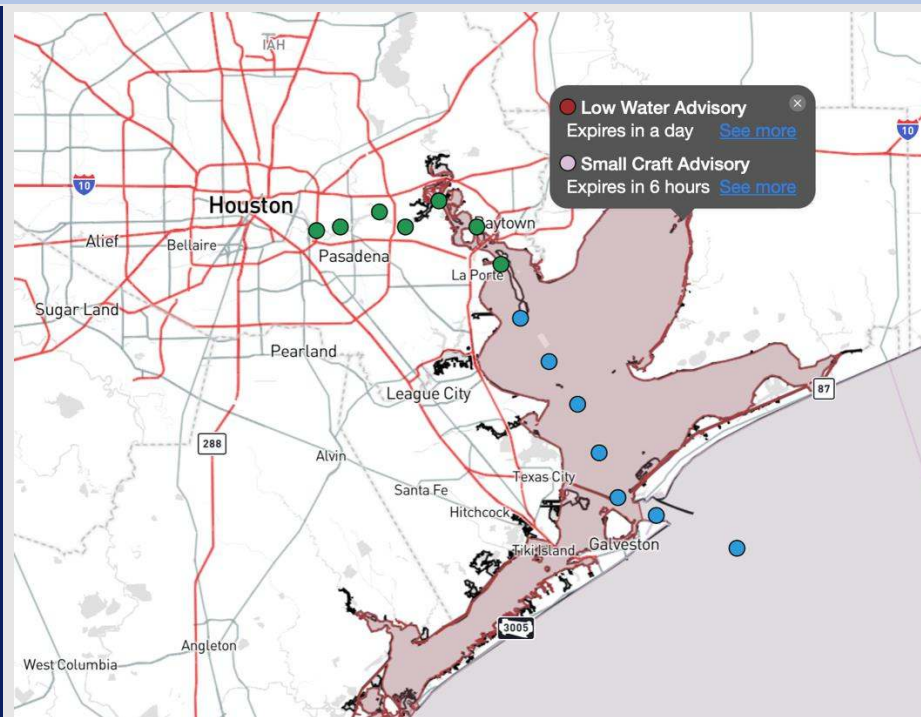 IAH
Low Water Advisory
Expires in a day See more
Small Craft Advisory
Expires in 6 hours See more
10
10
Houston
Baytown
Alief
Bellaire
Pasadena
La Porte
Sugar Land
Pearland
League City
87
288
Alvin
Texas City
Santa Fe
Hitchcock
Tiki Island
Galveston
3005
Angleton
West Columbia